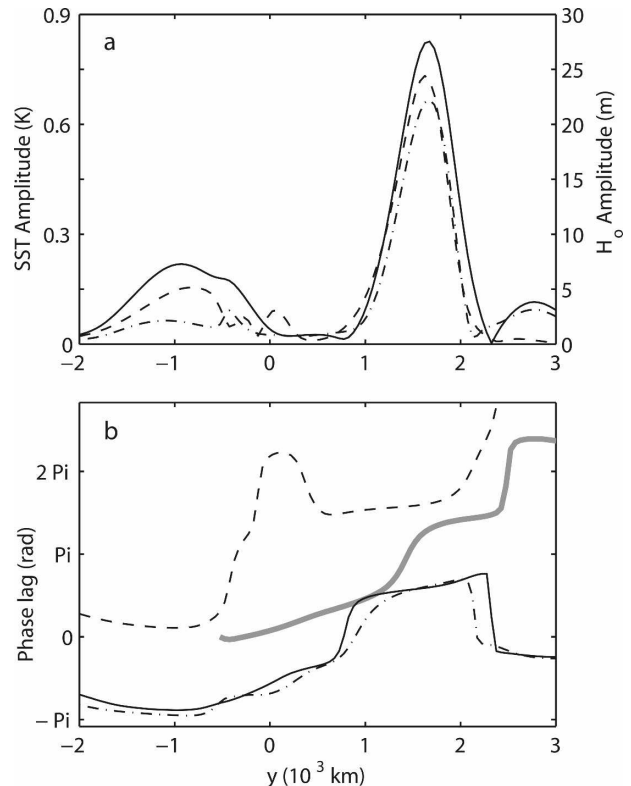 a
0.9
0.6
0.3
0
30
25
20
15
10
5
0
SST Amplitude (K)
H_o Amplitude (m)
−2 −1 0 1 2 3
b
2 Pi
Pi
0
− Pi
Phase lag (rad)
−2 −1 0 1 2 3
y (10^3 km)